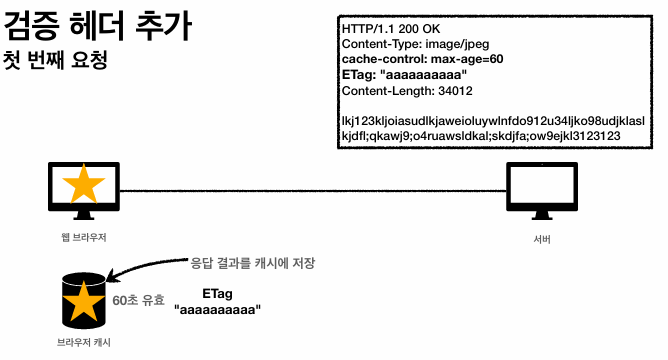 검증 헤더 추가
첫 번째 요청
HTTP/1.1 200 OK
Content-Type: image/jpeg
cache-control: max-age=60
ETag: "aaaaaaaaaa"
Content-Length: 34012
lkj123kljoiasudlkjaweioluywlnfdo912u34ljko98udjklasl
kjdfl;qkawj9;o4ruawsldkal;skdjfa;ow9ejkl3123123
웹 브라우저
서버
응답 결과를 캐시에 저장
60초 유효
ETag
"aaaaaaaaaa"
브라우저 캐시